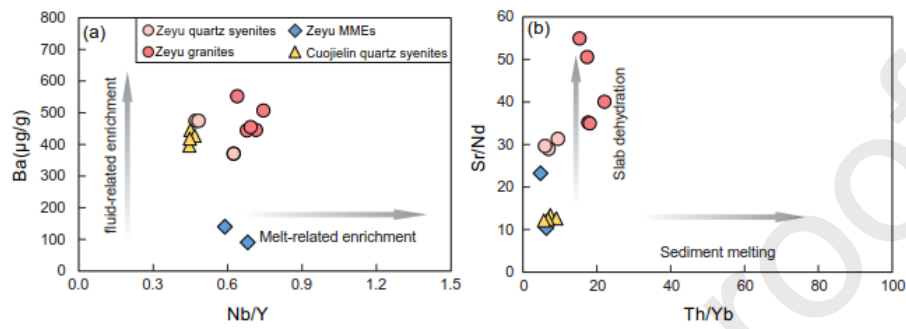 (a)
Zeyu quartz syenites
Zeyu MMEs
Zeyu granites
Cuojielin quartz syenites
800
700
600
500
400
300
200
100
0
Ba(μg/g)
fluid-related enrichment
Melt-related enrichment
0.0 0.3 0.6 0.9 1.2 1.5
Nb/Y
(b)
60
50
40
30
20
10
0
Sr/Nd
Slab dehydration
Sediment melting
0 20 40 60 80 100
Th/Yb
roof